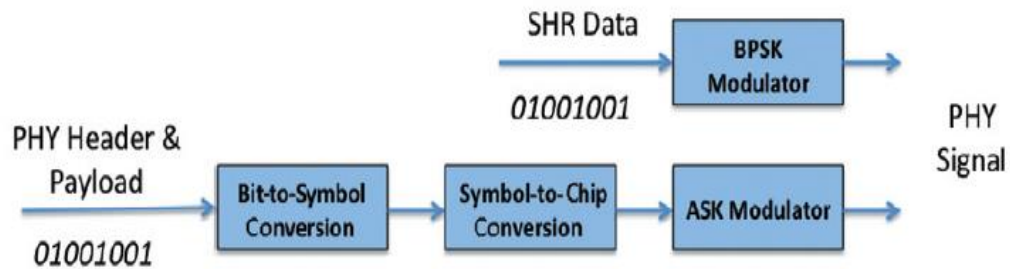 SHR Data
01001001
BPSK
Modulator
PHY Header &
Payload
01001001
Bit-to-Symbol
Conversion
Symbol-to-Chip
Conversion
ASK Modulator
PHY
Signal